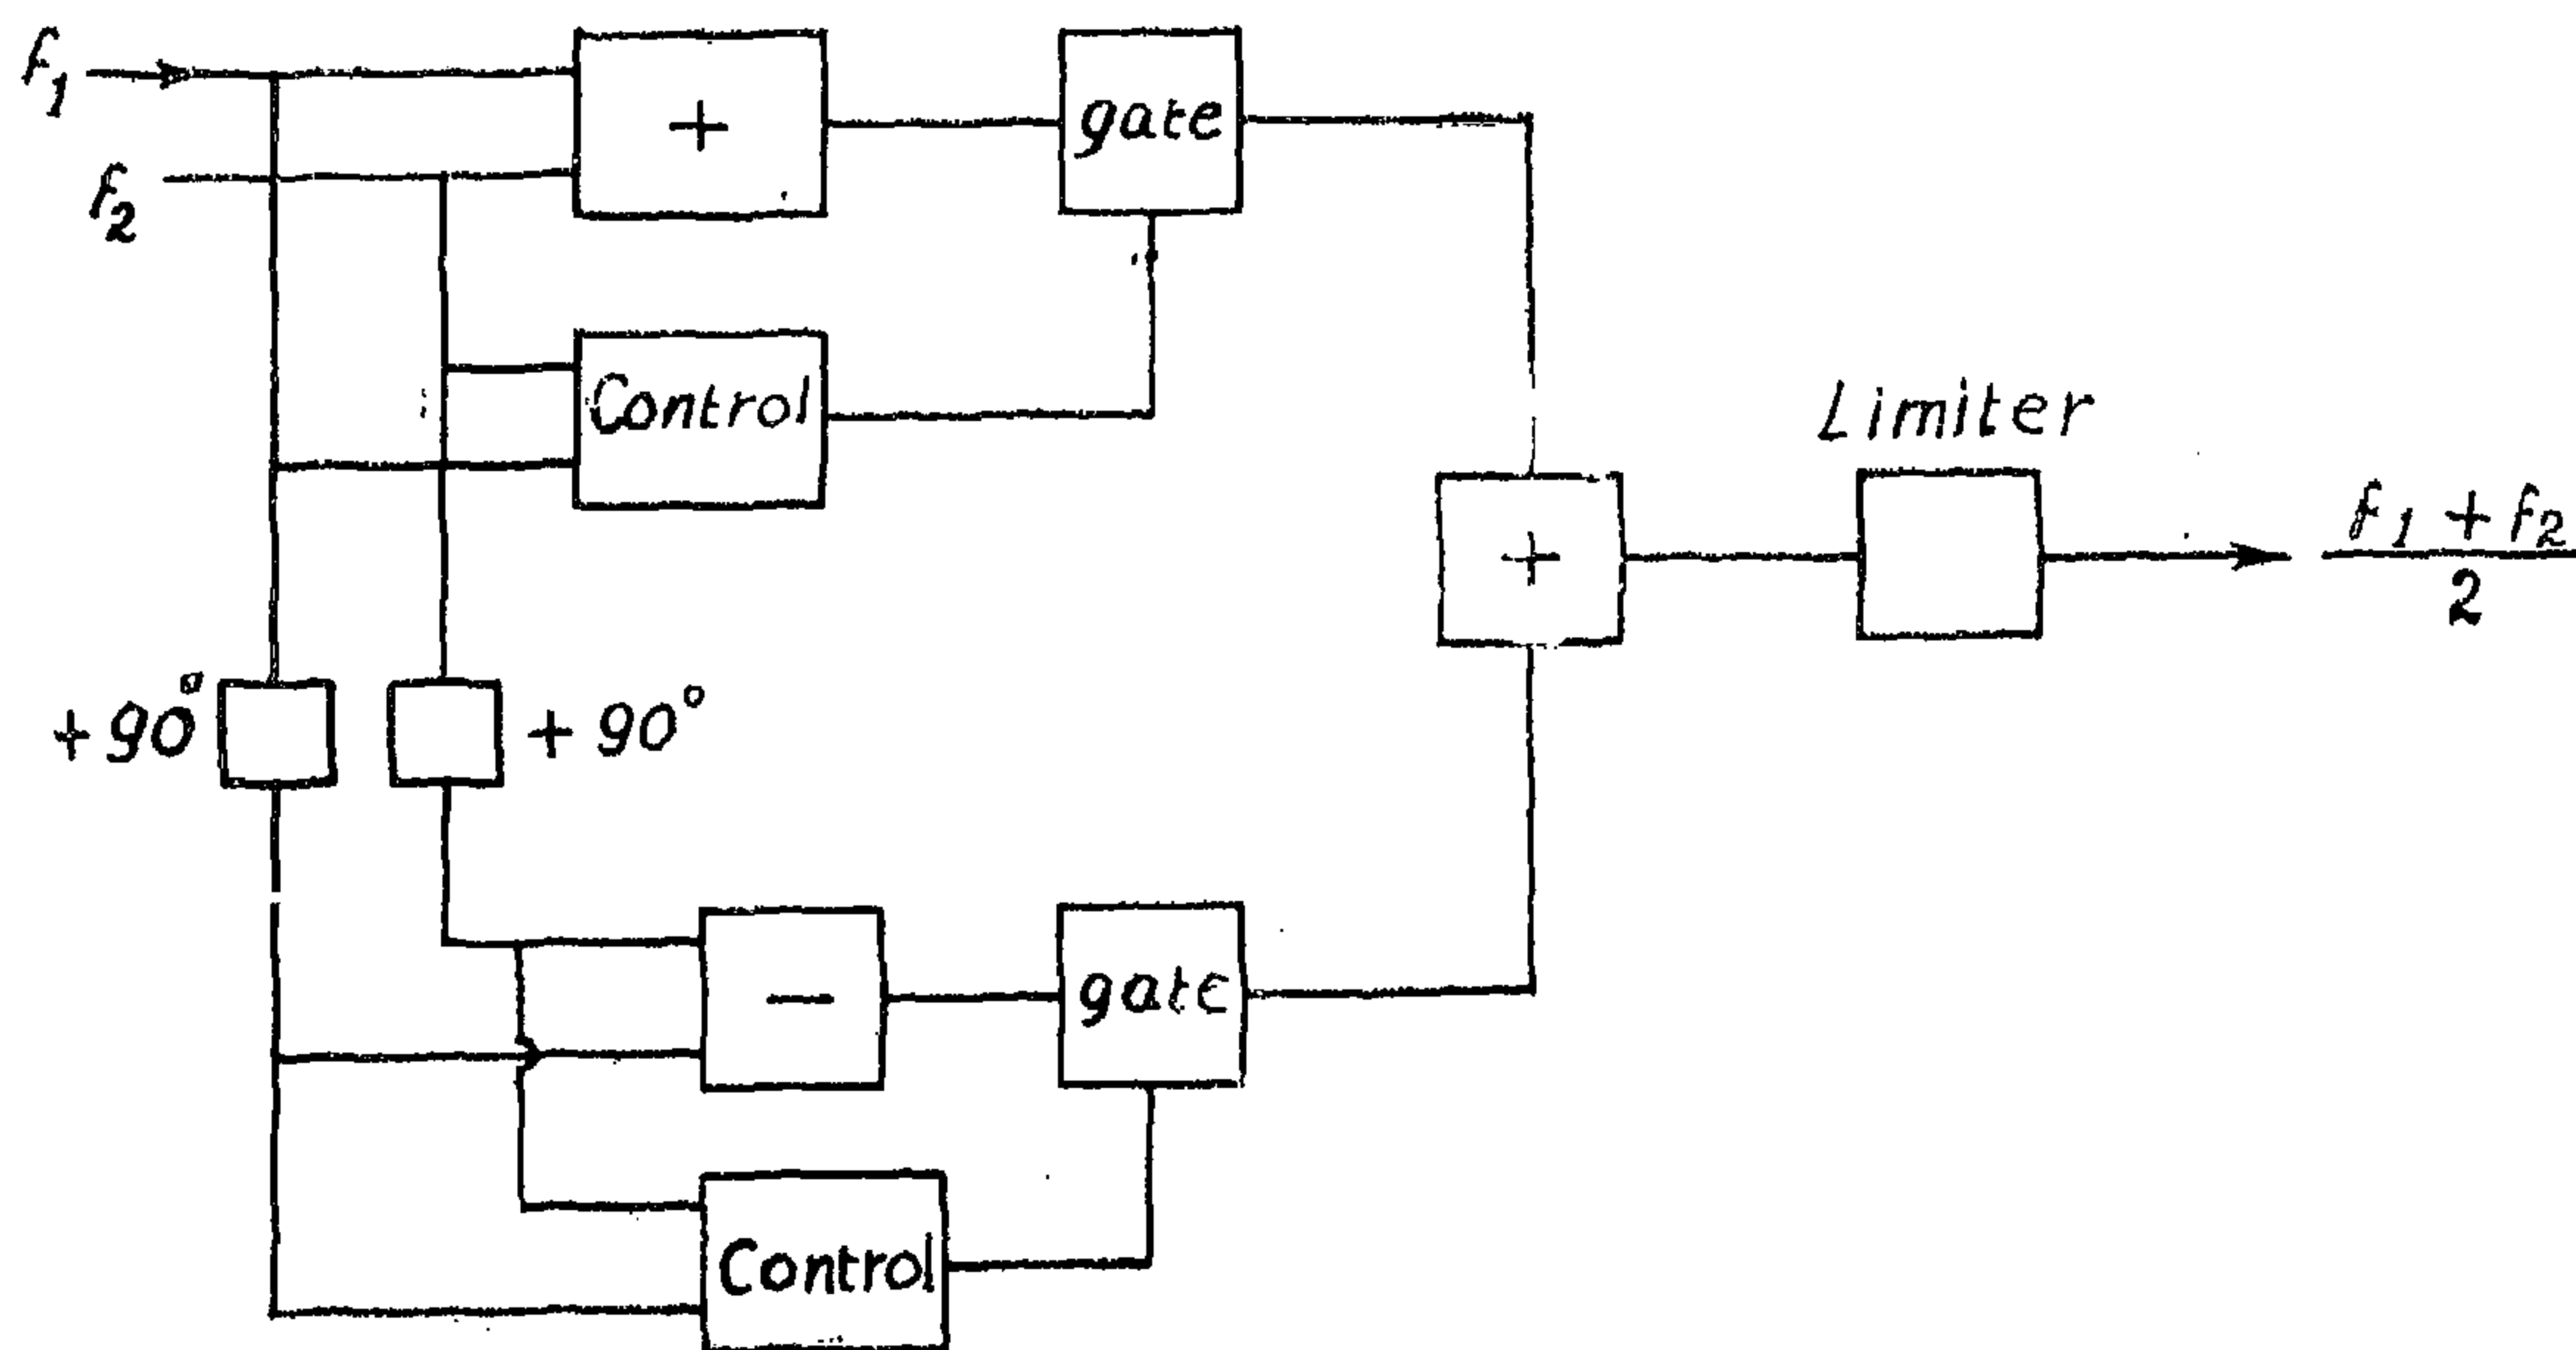 f1
+
gate
f2
Control
Limiter
+
f1 + f2
2
+90°
+90°
-
gate
Control